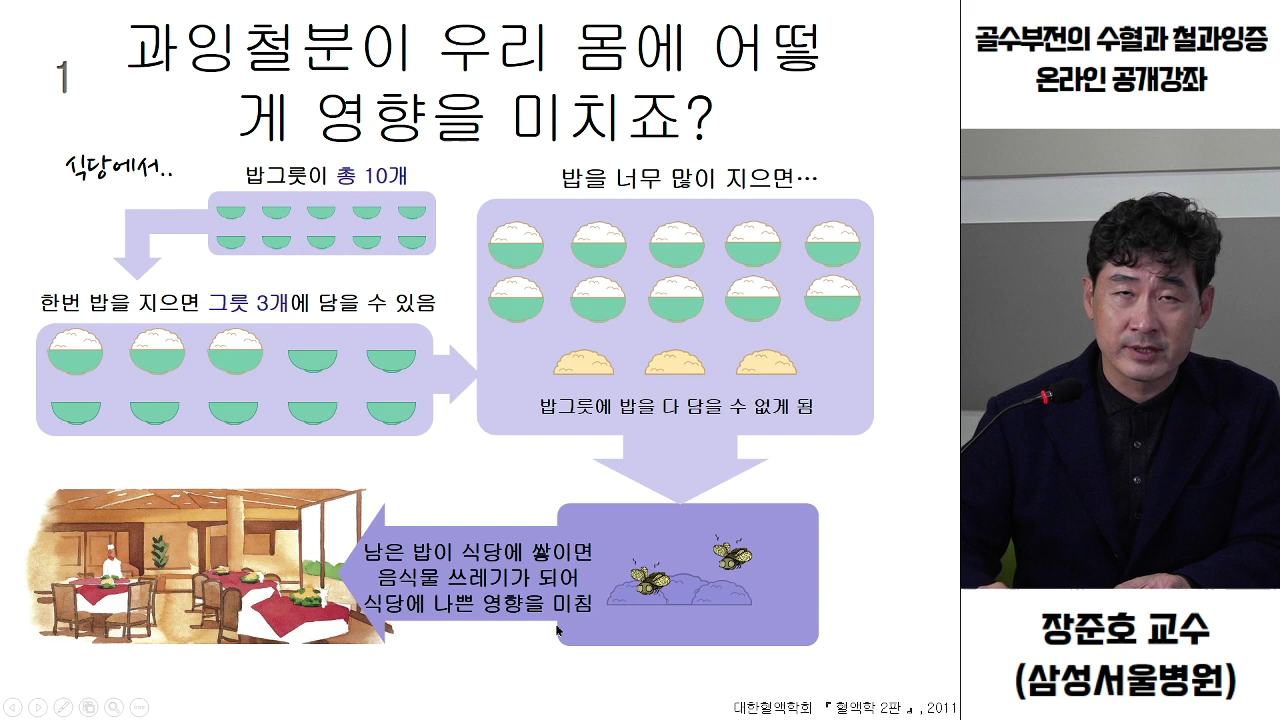 1
과잉철분이 우리 몸에 어떻
게 영향을 미치죠?
식당에서..
밥그릇이 총 10개
한번 밥을 지으면 그릇 3개에 담을 수 있음
밥을 너무 많이 지으면…
밥그릇에 밥을 다 담을 수 없게 됨
남은 밥이 식당에 쌓이면
음식물 쓰레기가 되어
식당에 나쁜 영향을 미침
대한혈액학회 『혈액학 2판』, 2011
골수부전의 수혈과 철과잉증
온라인 공개강좌
장준호 교수
(삼성서울병원)